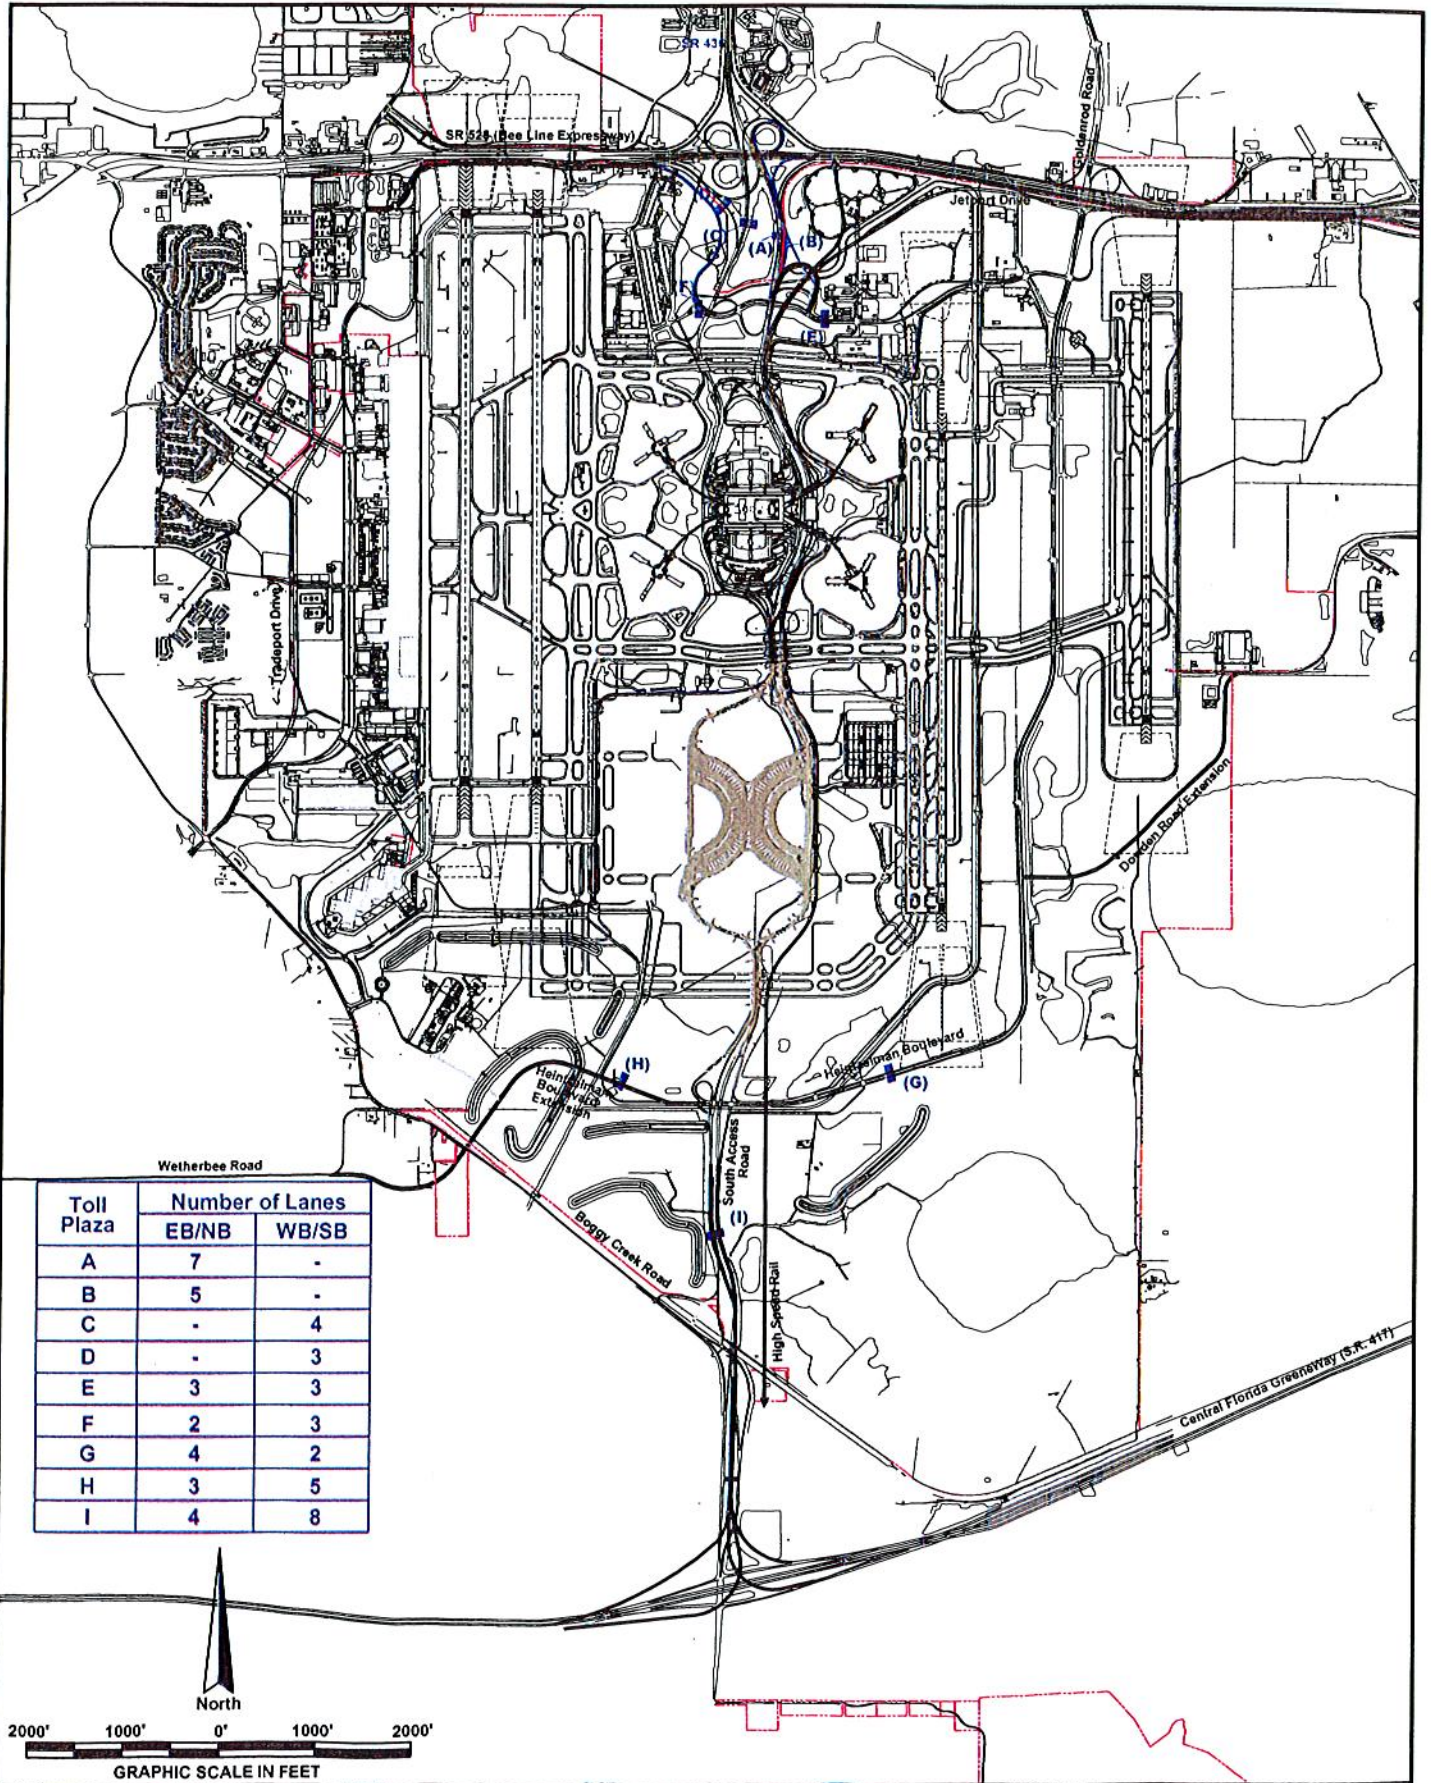 SR 436
SR 528 (Bee Line Expressway)
Goldenrod Road
Jetport Drive
(D)
(C)
(A)
(B)
(F)
(E)
Tradeport Drive
Dowden Road Extension
Heintzelman Boulevard
(G)
(H)
Heintzelman
Boulevard
Extension
South Access
Road
Wetherbee Road
(I)
Boggy Creek Road
High Speed Rail
Central Florida GreeneWay (S.R. 417)
Toll Plaza Number of Lanes
EB/NB WB/SB
A 7 -
B 5 -
C - 4
D - 3
E 3 3
F 2 3
G 4 2
H 3 5
I 4 8
North
2000' 1000' 0' 1000' 2000'
GRAPHIC SCALE IN FEET